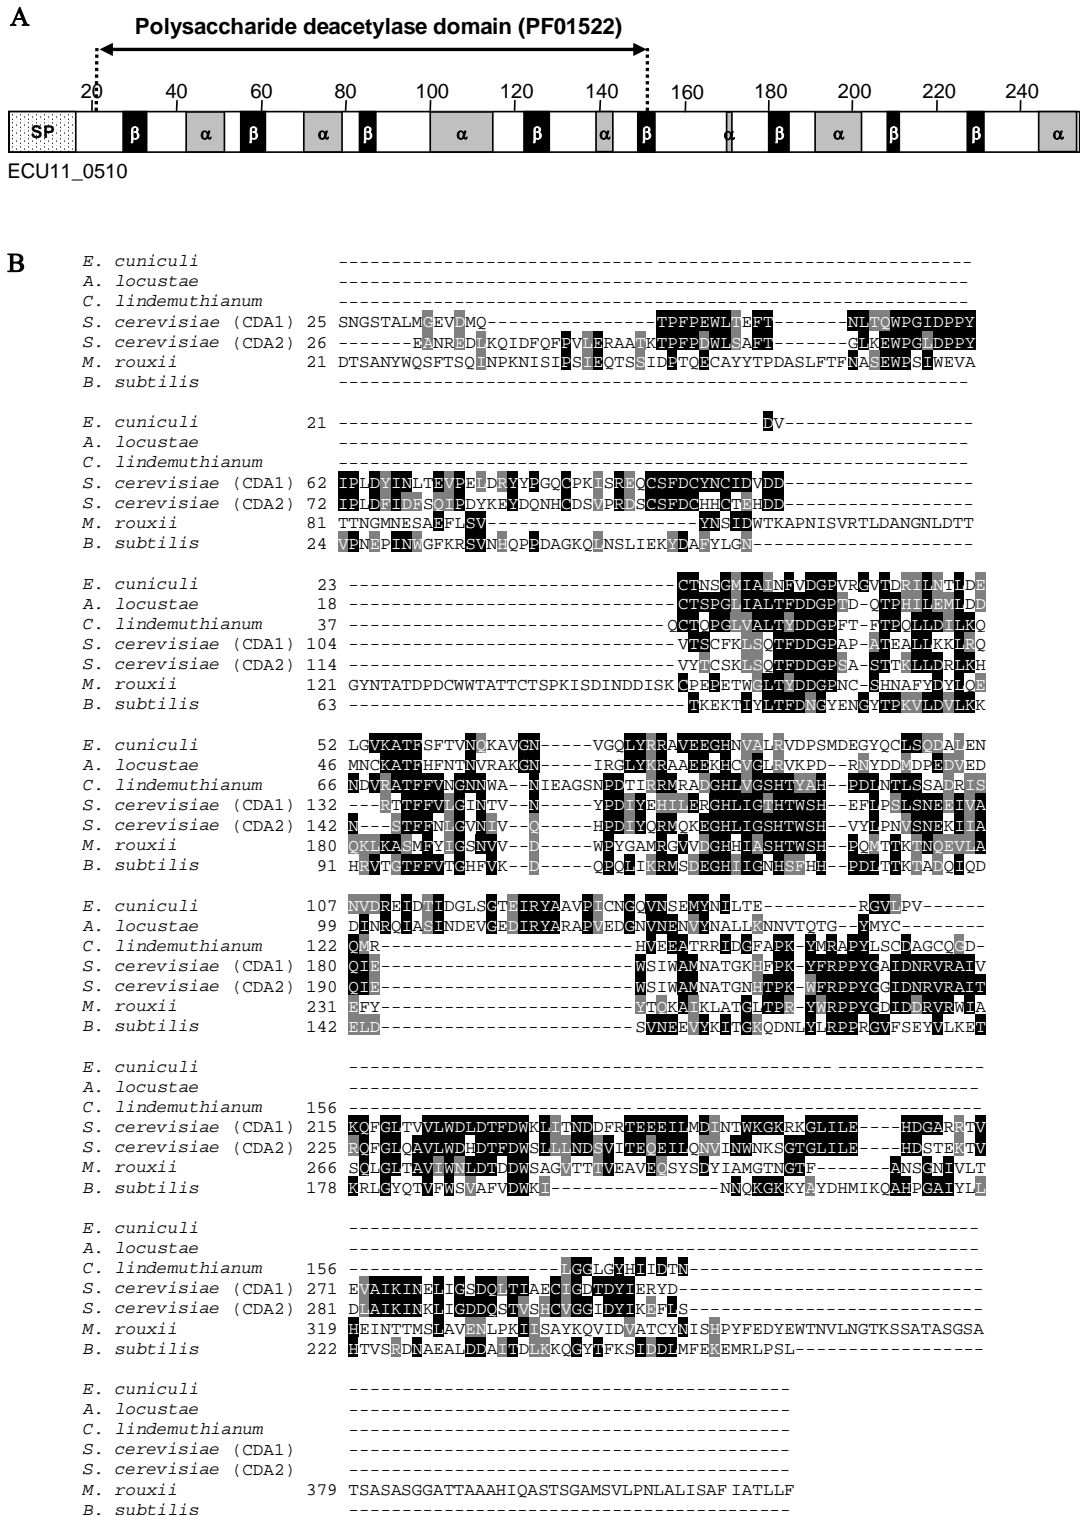 A
Polysaccharide deacetylase domain (PF01522)
20 40 60 80 100 120 140 160 180 200 220 240
SP β α β α β α β α β α β α β β α
ECU11_0510
B
E. cuniculi ------------------------------------------------------------
A. locustae ------------------------------------------------------------
C. lindemuthianum ------------------------------------------------------------
S. cerevisiae (CDA1) 25 SNGSTALMGEVDMQ----------------TPFPEWLTEFT-------NLTQWPGIDPPY
S. cerevisiae (CDA2) 26 -------EANREDLKQIDFQFPVLERAATKTPFPDWLSAFT-------GLKEWPGLDPPY
M. rouxii 21 DTSANYWQSFTSQINPKNISIPSIEQTSSIDPTQECAYYTPDASLFTFNASEWPSIWEVA
B. subtilis ------------------------------------------------------------
E. cuniculi 21 ----------------------------------------DV-------------------
A. locustae ------------------------------------------------------------
C. lindemuthianum ------------------------------------------------------------
S. cerevisiae (CDA1) 62 IPLDYINLTEVPELDRYYPGQCPKISREQCSFDCYNCIDVDD------------------
S. cerevisiae (CDA2) 72 IPLDFIDFSQIPDYKEYDQNHCDSVPRDSCSFDCHHCTEHDD------------------
M. rouxii 81 TTNGMNESAEFLSV--------------------YNSIDWTKAPNISVRTLDANGNLDTT
B. subtilis 24 VPNEPINWGFKRSVNHQPPDAGKQLNSLIEKYDAFYLGN---------------------
E. cuniculi 23 -------------------------------CTNSGMIAINFVDGPVRGVTDRILNTLDE
A. locustae 18 -------------------------------CTSPGLIALTFDDGPTD-QTPHILEMLDD
C. lindemuthianum 37 ------------------------------QCTQPGLVALTYDDGPFT-FTPQLLDILKQ
S. cerevisiae (CDA1) 104 -------------------------------VTSCFKLSQTFDDGPAP-ATEALLKKLRQ
S. cerevisiae (CDA2) 114 -------------------------------VYTCSKLSQTFDDGPSA-STTKLLDRLKH
M. rouxii 121 GYNTATDPDCWWTATTCTSPKISDINDDISKCPEPETWGLTYDDGPNC-SHNAFYDYLQE
B. subtilis 63 --------------------------------TKEKTIYLTFDNGYENGYTPKVLDVLKK
E. cuniculi 52 LGVKATFSFTVNQKAVGN-----VGQLYRRAVEEGHNVALRVDPSMDEGYQCLSQDALEN
A. locustae 46 MNCKATFHFNTNVRAKGN-----IRGLYKRAAEEKHCVGLRVKPD--RNYDDMDPEDVED
C. lindemuthianum 66 NDVRATFFVNGNNWA--NIEAGSNPDTIRRMRADGHLVGSHTYAH--PDLNTLSSADRIS
S. cerevisiae (CDA1) 132 ---RTTFFVLGINTV--N-----YPDIYEHILERGHLIGTHTWSH--EFLPSLSNEEIVA
S. cerevisiae (CDA2) 142 N---STFFNLGVNIV--Q-----HPDIYQRMQKEGHLIGSHTWSH--VYLPNVSNEKIIA
M. rouxii 180 QKLKASMFYIGSNVV--D-----WPYGAMRGVVDGHHIASHTWSH--PQMTTKTNQEVLA
B. subtilis 91 HRVTGTFFVTGHFVK--D-----QPQLIKRMSDEGHIIGNHSFHH--PDLTTKTADQIQD
E. cuniculi 107 NVDREIDTIDGLSGTEIRYAAVPICNGQVNSEMYNILTE---------RGVLPV------
A. locustae 99 DINRQIASINDEVGEDIRYARAPVEDGNVNENVYNALLKNNVTQTG--YMYC--------
C. lindemuthianum 122 QMR------------------------HVEEATRRIDGFAPK-YMRAPYLSCDAGCQGD-
S. cerevisiae (CDA1) 180 QIE------------------------WSIWAMNATGKHFPK-YFRPPYGAIDNRVRAIV
S. cerevisiae (CDA2) 190 QIE------------------------WSIWAMNATGNHTPK-WFRPPYGGIDNRVRAIT
M. rouxii 231 EFY------------------------YTQKAIKLATGLTPR-YWRPPYGDIDDRVRWIA
B. subtilis 142 ELD------------------------SVNEEVYKITGKQDNLYLRPPRGVFSEYVLKET
E. cuniculi ------------------------------------------------------------
A. locustae ------------------------------------------------------------
C. lindemuthianum 156 ------------------------------------------------------------
S. cerevisiae (CDA1) 215 KQFGLTVVLWDLDTFDWKLITNDDFRTEEEILMDINTWKGKRKGLILE----HDGARRTV
S. cerevisiae (CDA2) 225 RQFGLQAVLWDHDTFDWSLLLNDSVITEQEILQNVINWNKSGTGLILE----HDSTEKTV
M. rouxii 266 SQLGLTAVIWNLDTDDWSAGVTTTVEAVEQSYSDYIAMGTNGTF-------ANSGNIVLT
B. subtilis 178 KRLGYQTVFWSVAFVDWKI----------------NNQKGKKYAYDHMIKQAHPGAIYLL
E. cuniculi ------------------------------------------------------------
A. locustae ------------------------------------------------------------
C. lindemuthianum 156 --------------------LGGLGYHIIDTN----------------------------
S. cerevisiae (CDA1) 271 EVAIKINELIGSDQLTIAECIGDTDYIERYD-----------------------------
S. cerevisiae (CDA2) 281 DLAIKINKLIGDDQSTVSHCVGGIDYIKEFLS----------------------------
M. rouxii 319 HEINTTMSLAVENLPKIISAYKQVIDVATCYNISHPYFEDYEWTNVLNGTKSSATASGSA
B. subtilis 222 HTVSRDNAEALDDAITDLKKQGYTFKSIDDLMFEKEMRLPSL------------------
E. cuniculi ------------------------------------------
A. locustae ------------------------------------------
C. lindemuthianum ------------------------------------------
S. cerevisiae (CDA1) ------------------------------------------
S. cerevisiae (CDA2) ------------------------------------------
M. rouxii 379 TSASASGGATTAAAHIQASTSGAMSVLPNLALISAFIATLLF
B. subtilis ------------------------------------------